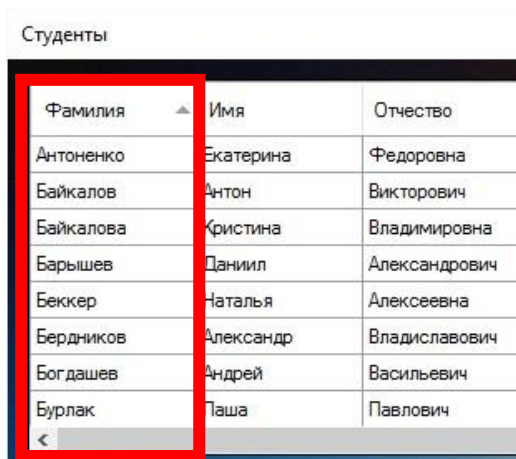 Студенты
Фамилия Имя Отчество
Антоненко Екатерина Федоровна
Байкалов Антон Викторович
Байкалова Кристина Владимировна
Барышев Даниил Александрович
Беккер Наталья Алексеевна
Бердников Александр Владиславович
Богдашев Андрей Васильевич
Бурлак Паша Павлович